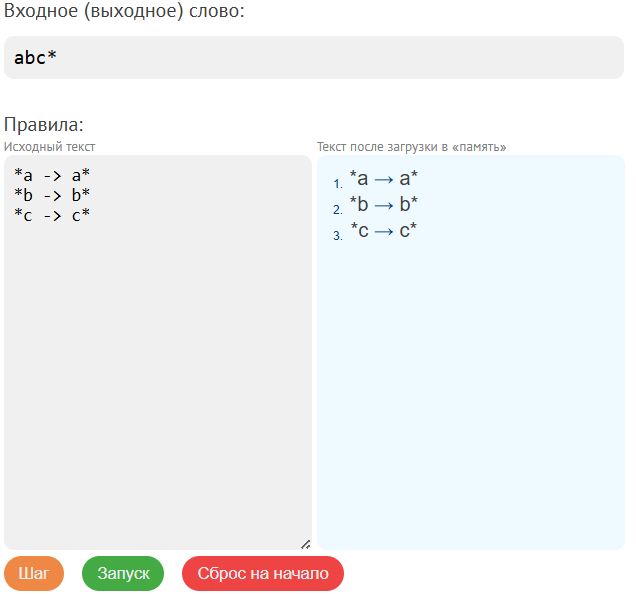 Входное (выходное) слово:
abc*
Правила:
Исходный текст
Текст после загрузки в «память»
*a -> a*
*b -> b*
*c -> c*
1. *a → a*
2. *b → b*
3. *c → c*
Шаг
Запуск
Сброс на начало